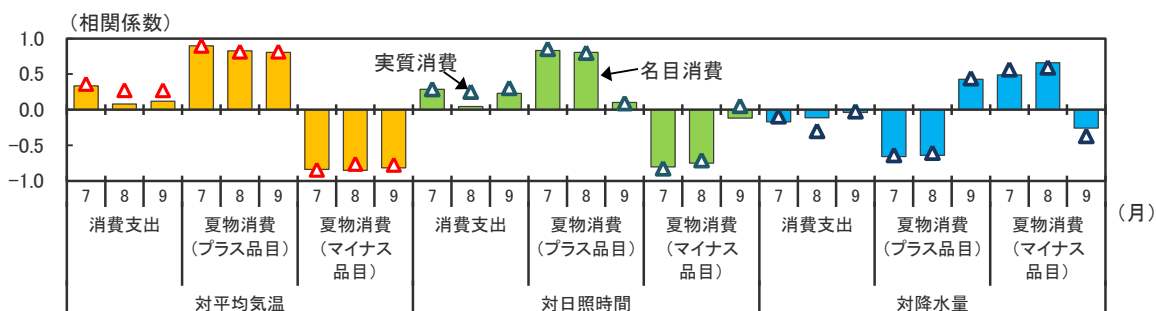 (相関係数)
1.0
0.5
0.0
−0.5
−1.0
実質消費
名目消費
7 8 9 7 8 9 7 8 9 7 8 9 7 8 9 7 8 9 7 8 9 7 8 9 7 8 9
(月)
消費支出
夏物消費
(プラス品目)
夏物消費
(マイナス
品目)
消費支出
夏物消費
(プラス品目)
夏物消費
(マイナス
品目)
消費支出
夏物消費
(プラス品目)
夏物消費
(マイナス
品目)
対平均気温
対日照時間
対降水量